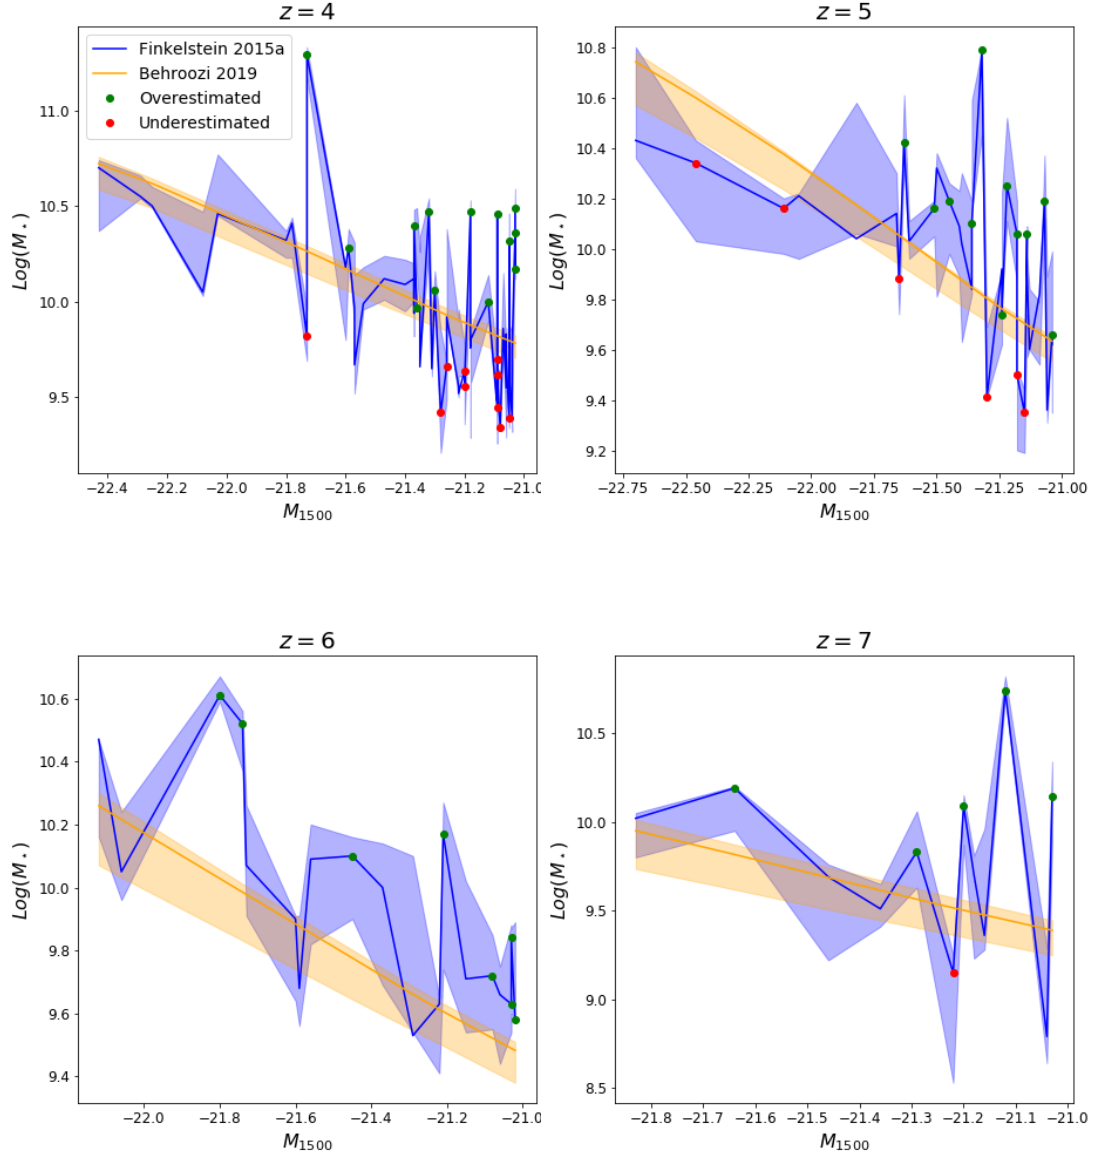 z = 4
Finkelstein 2015a
Behroozi 2019
Overestimated
Underestimated
11.0
10.5
10.0
9.5
Log(M⋆)
−22.4 −22.2 −22.0 −21.8 −21.6 −21.4 −21.2 −21.0
M1500
z = 5
10.8
10.6
10.4
10.2
10.0
9.8
9.6
9.4
9.2
Log(M⋆)
−22.75 −22.50 −22.25 −22.00 −21.75 −21.50 −21.25 −21.00
M1500
z = 6
10.6
10.4
10.2
10.0
9.8
9.6
9.4
Log(M⋆)
−22.0 −21.8 −21.6 −21.4 −21.2 −21.0
M1500
z = 7
10.5
10.0
9.5
9.0
8.5
Log(M⋆)
−21.8 −21.7 −21.6 −21.5 −21.4 −21.3 −21.2 −21.1 −21.0
M1500